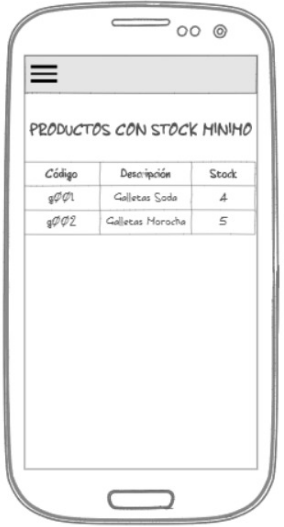 PRODUCTOS CON STOCK MINIMO
Código Descripción Stock
g001 Galletas Soda 4
g002 Galletas Morocha 5